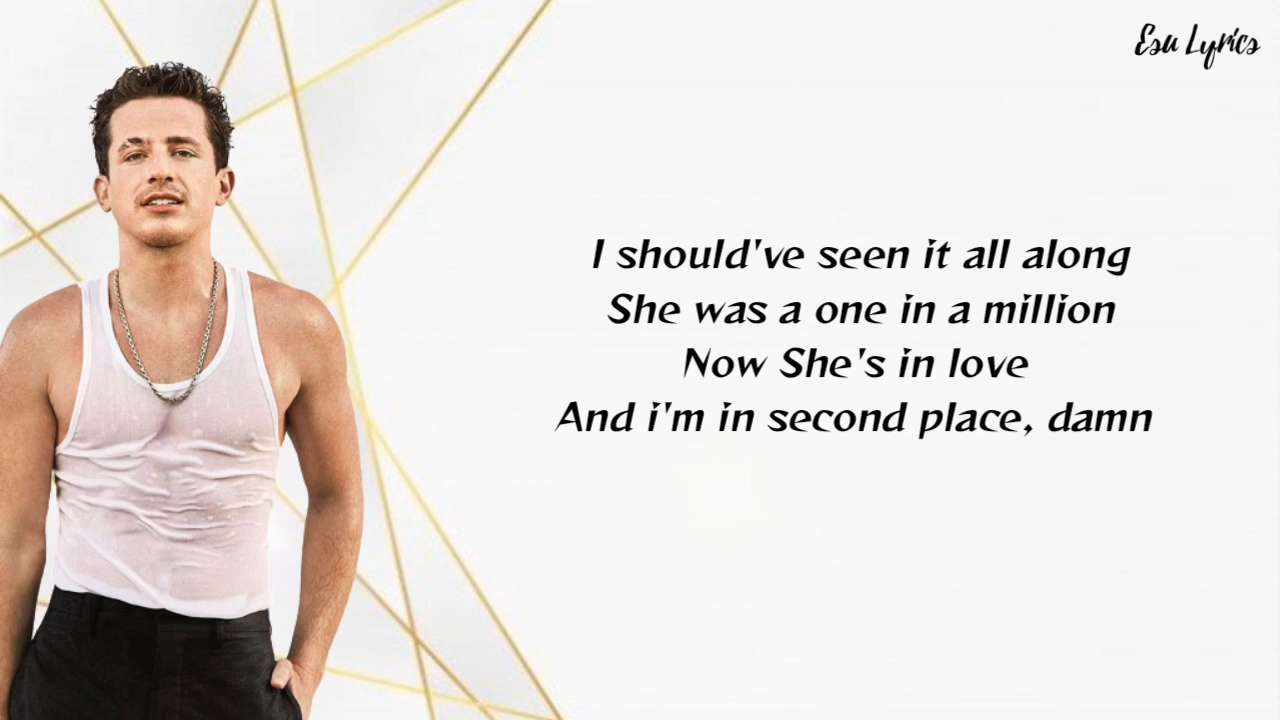 Esu Lyrics
I should've seen it all along
She was a one in a million
Now She's in love
And i'm in second place, damn